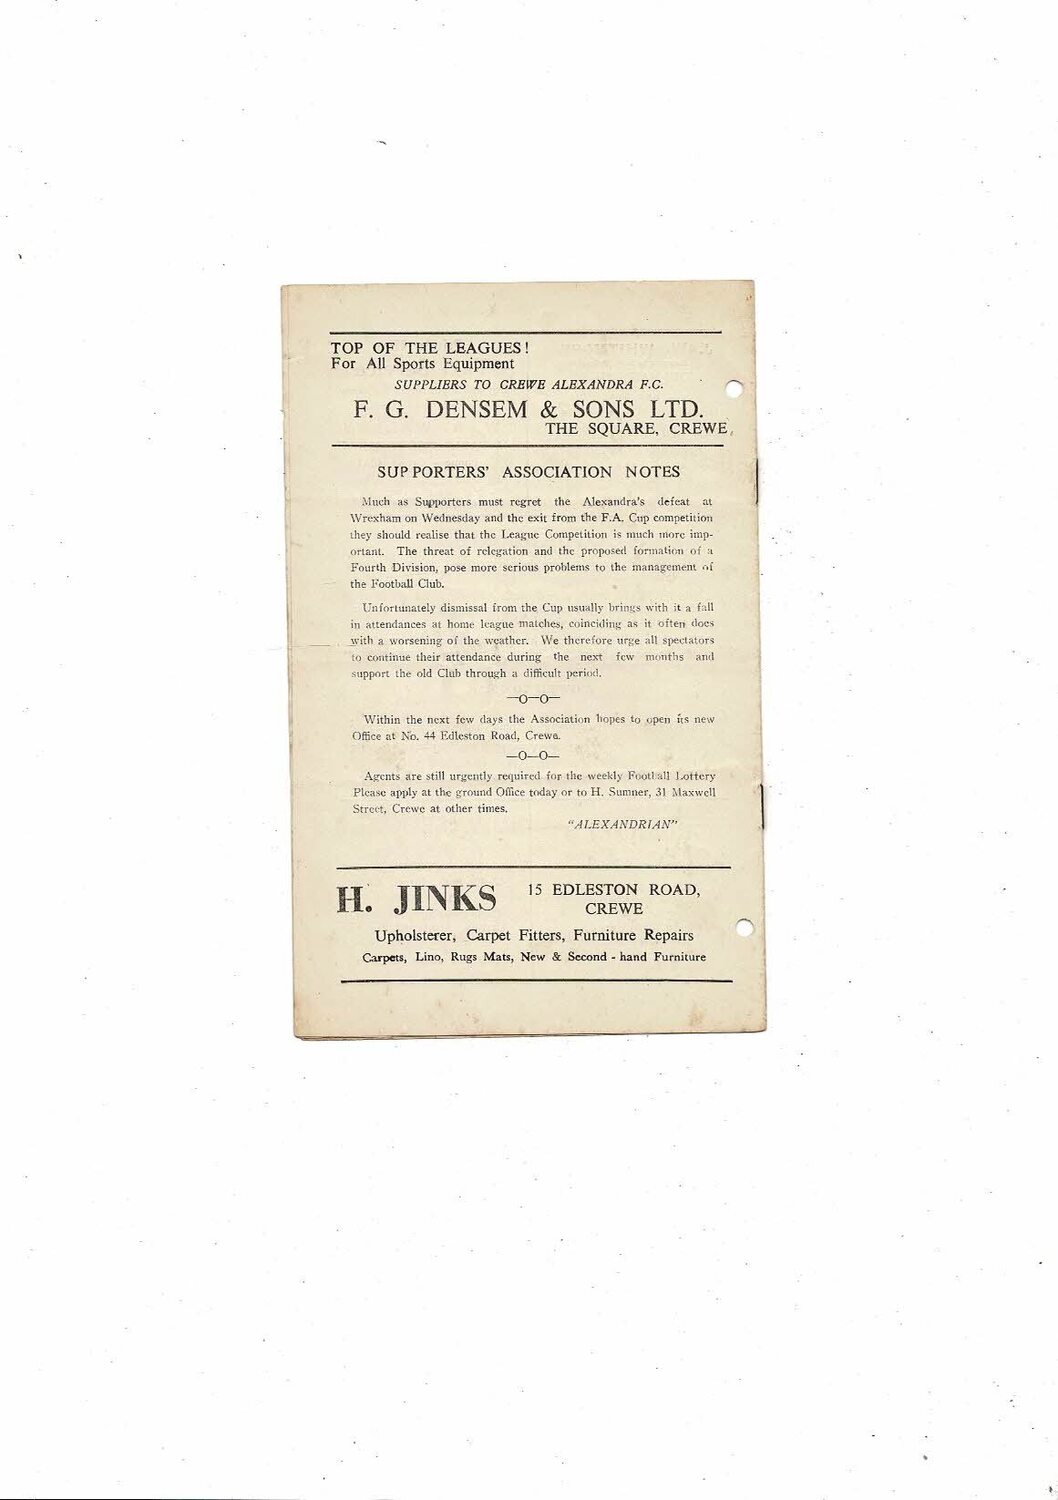 TOP OF THE LEAGUES!
For All Sports Equipment
SUPPLIERS TO CREWE ALEXANDRA F.C.
F. G. DENSEM & SONS LTD.
THE SQUARE, CREWE,
SUPPORTERS' ASSOCIATION NOTES
Much as Supporters must regret the Alexandra's defeat at
Wrexham on Wednesday and the exit from the F.A. Cup competition
they should realise that the League Competition is much more imp-
ortant. The threat of relegation and the proposed formation of a
Fourth Division, pose more serious problems to the management of
the Football Club.
Unfortunately dismissal from the Cup usually brings with it a fall
in attendances at home league matches, coinciding as it often does
with a worsening of the weather. We therefore urge all spectators
to continue their attendance during the next few months and
support the old Club through a difficult period.
—O—O—
Within the next few days the Association hopes to open its new
Office at No. 44 Edleston Road, Crewe.
—O—O—
Agents are still urgently required for the weekly Football Lottery
Please apply at the ground Office today or to H. Sumner, 31 Maxwell
Street, Crewe at other times.
"ALEXANDRIAN"
H. JINKS 15 EDLESTON ROAD,
CREWE
Upholsterer, Carpet Fitters, Furniture Repairs
Carpets, Lino, Rugs Mats, New & Second - hand Furniture